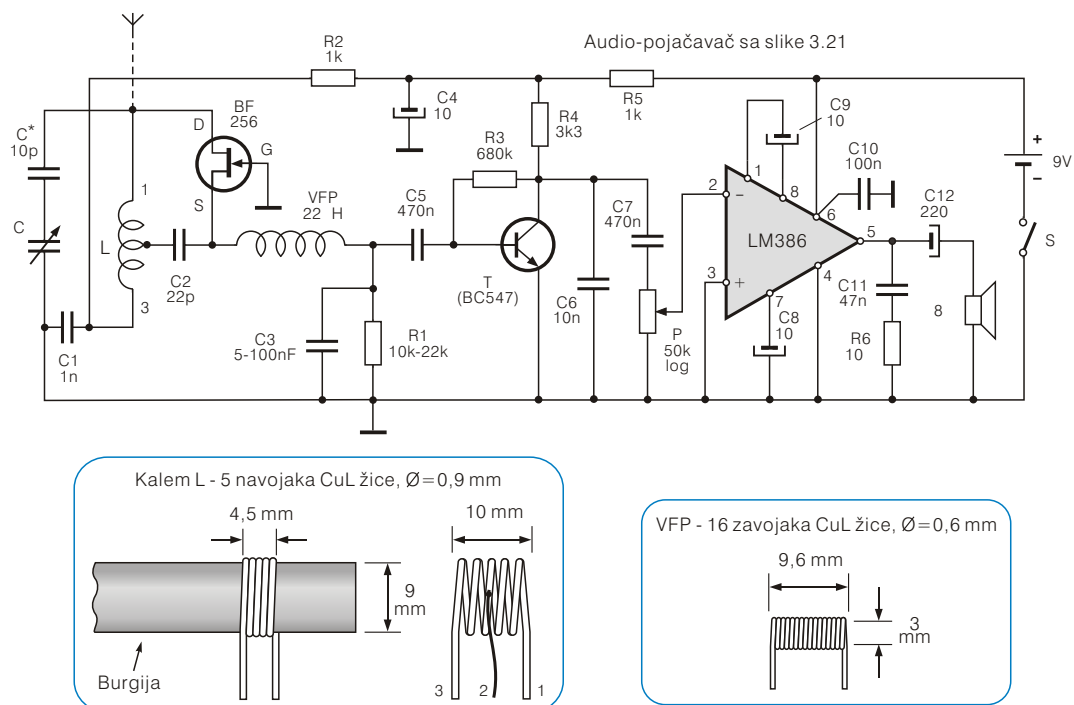 Audio-pojačavač sa slike 3.21
R2
1k
C4
10
R4
3k3
R5
1k
C9
10
BF
256
D
G
S
C*
10p
C
L
1
3
C1
1n
C2
22p
VFP
22 H
R3
680k
C5
470n
T
(BC547)
C3
5-100nF
R1
10k-22k
C6
10n
C7
470n
P
50k
log
2
-
3
+
1
8
6
LM386
5
7
4
C8
10
C10
100n
C12
220
C11
47n
R6
10
8
+
9V
-
S
Kalem L - 5 navojaka CuL žice, Ø=0,9 mm
4,5 mm
10 mm
9
mm
Burgija
3
2
1
VFP - 16 zavojaka CuL žice, Ø=0,6 mm
9,6 mm
3
mm